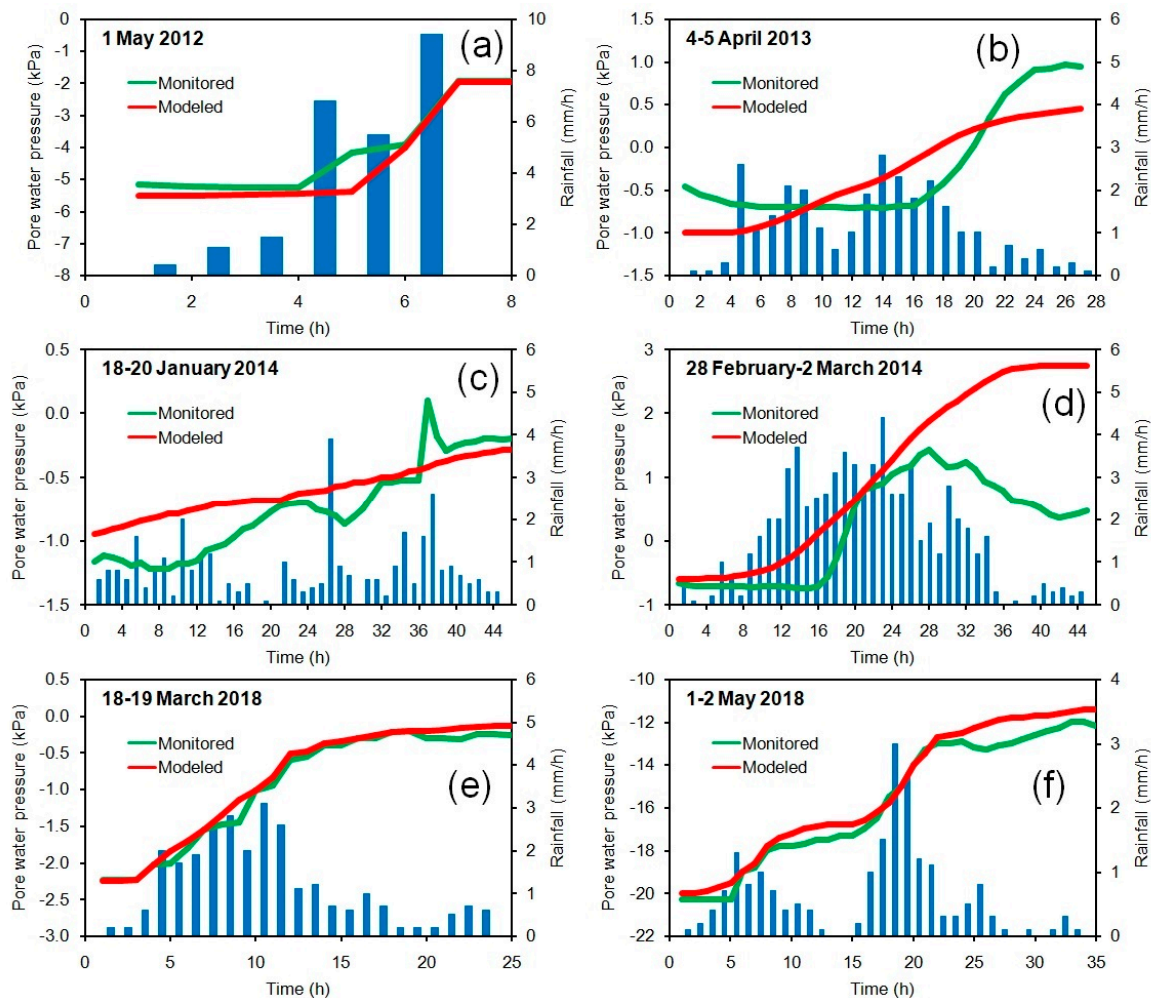 1 May 2012
(a)
Monitored
Modeled
Pore water pressure (kPa)
0
-1
-2
-3
-4
-5
-6
-7
-8
Rainfall (mm/h)
10
8
6
4
2
0
0 2 4 6 8
Time (h)
4-5 April 2013
(b)
Monitored
Modeled
Pore water pressure (kPa)
1.5
1.0
0.5
0.0
-0.5
-1.0
-1.5
Rainfall (mm/h)
6
5
4
3
2
1
0
0 2 4 6 8 10 12 14 16 18 20 22 24 26 28
Time (h)
18-20 January 2014
(c)
Monitored
Modeled
Pore water pressure (kPa)
0.5
0.0
-0.5
-1.0
-1.5
Rainfall (mm/h)
6
5
4
3
2
1
0
0 4 8 12 16 20 24 28 32 36 40 44
Time (h)
28 February-2 March 2014
(d)
Monitored
Modeled
Pore water pressure (kPa)
3
2
1
0
-1
Rainfall (mm/h)
6
5
4
3
2
1
0
0 4 8 12 16 20 24 28 32 36 40 44
Time (h)
18-19 March 2018
(e)
Monitored
Modeled
Pore water pressure (kPa)
0.5
0.0
-0.5
-1.0
-1.5
-2.0
-2.5
-3.0
Rainfall (mm/h)
6
5
4
3
2
1
0
0 5 10 15 20 25
Time (h)
1-2 May 2018
(f)
Monitored
Modeled
Pore water pressure (kPa)
-10
-12
-14
-16
-18
-20
-22
Rainfall (mm/h)
4
3
2
1
0
0 5 10 15 20 25 30 35
Time (h)